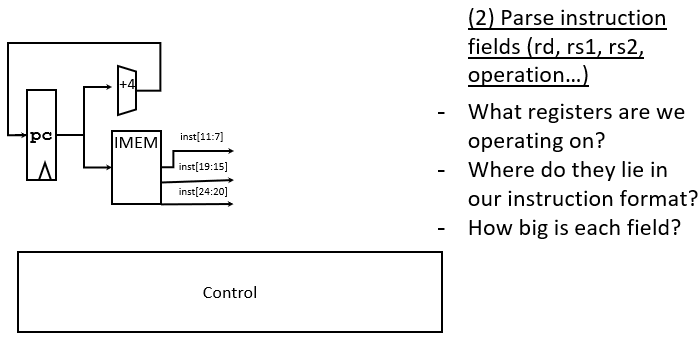 (2) Parse instruction
fields (rd, rs1, rs2,
operation...)
+4
pc
IMEM
inst[11:7]
inst[19:15]
inst[24:20]
- What registers are we
operating on?
- Where do they lie in
our instruction format?
- How big is each field?
Control